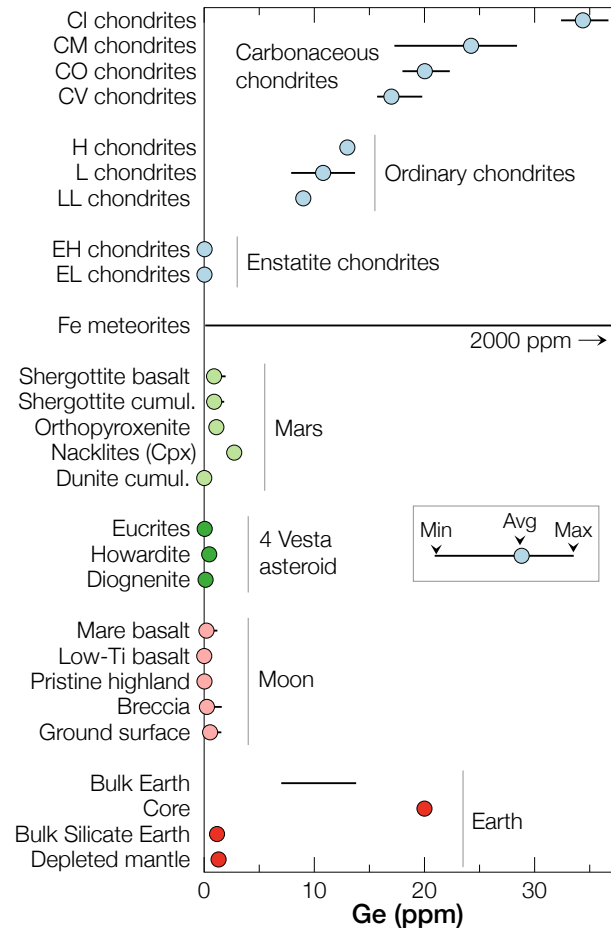 CI chondrites
CM chondrites
CO chondrites
CV chondrites
Carbonaceous
chondrites
H chondrites
L chondrites
LL chondrites
Ordinary chondrites
EH chondrites
EL chondrites
Enstatite chondrites
Fe meteorites
2000 ppm
Shergottite basalt
Shergottite cumul.
Orthopyroxenite
Nacklites (Cpx)
Dunite cumul.
Mars
Eucrites
Howardite
Diognenite
4 Vesta
asteroid
Min
Avg
Max
Mare basalt
Low-Ti basalt
Pristine highland
Breccia
Ground surface
Moon
Bulk Earth
Core
Bulk Silicate Earth
Depleted mantle
Earth
0 10 20 30
Ge (ppm)